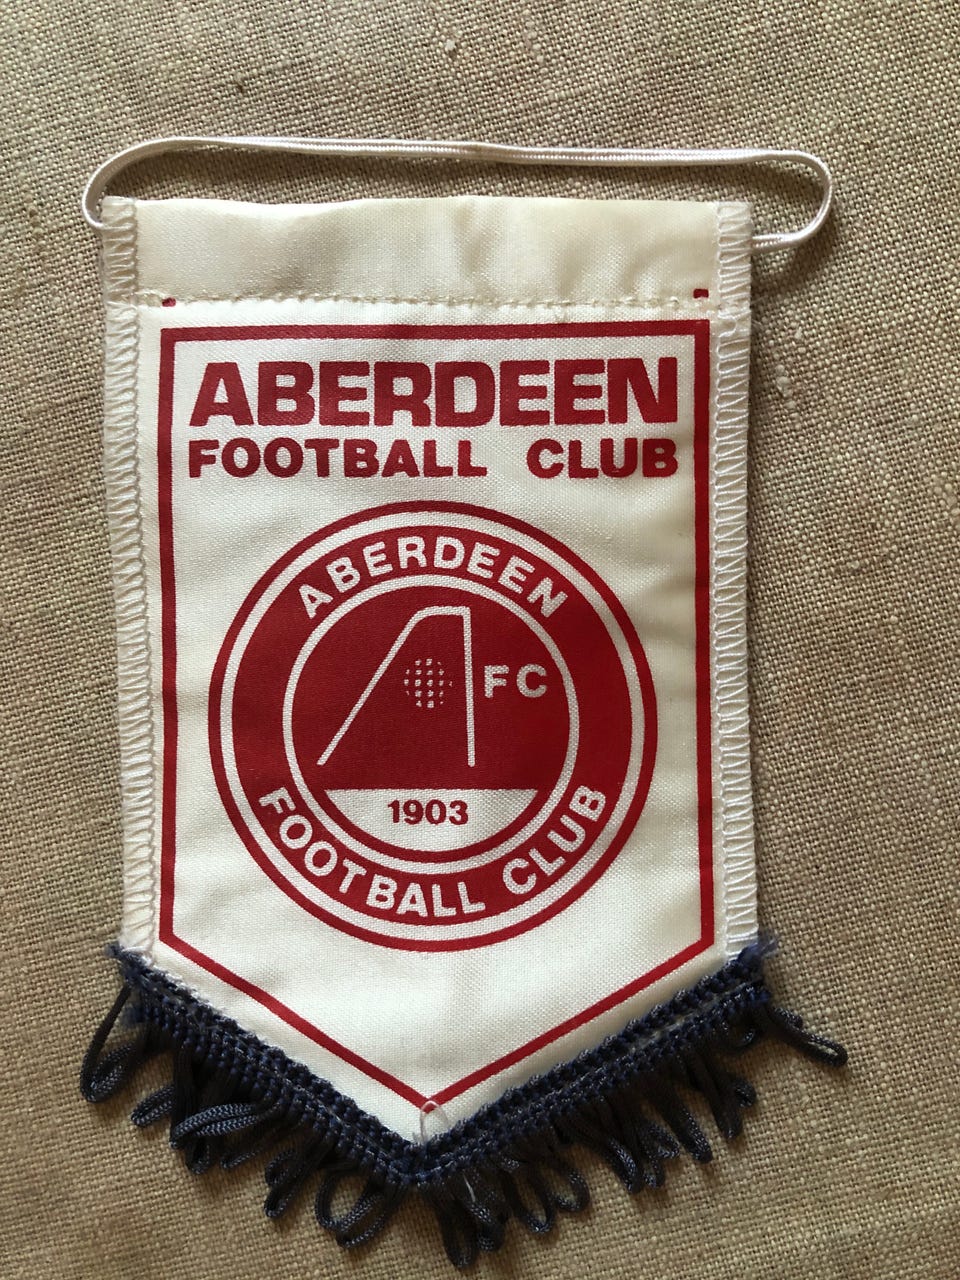 ABERDEEN
FOOTBALL CLUB
ABERDEEN
A FC
1903
FOOTBALL CLUB